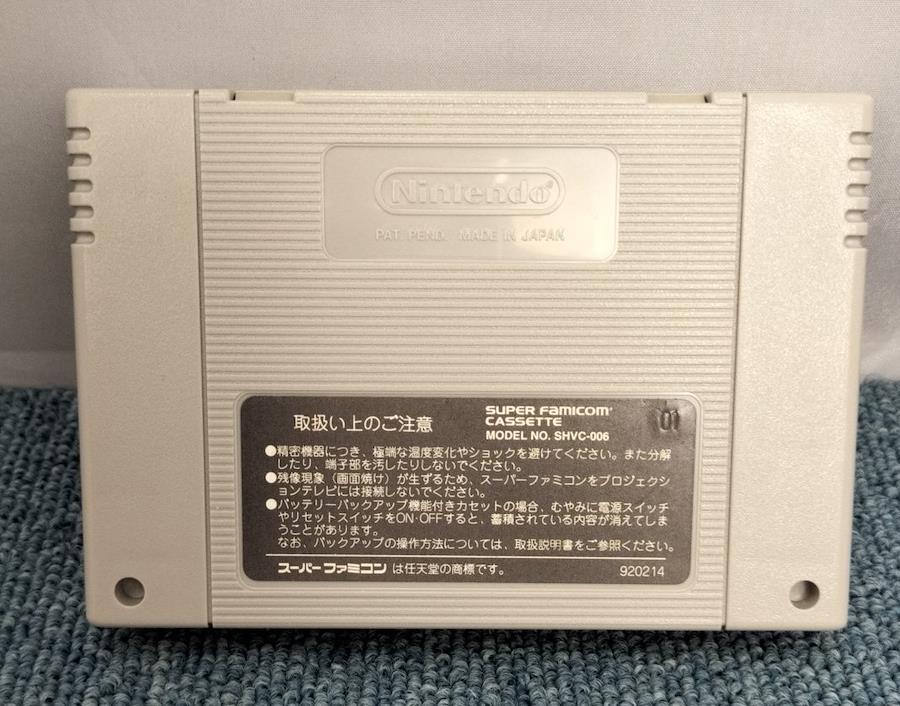 Nintendo®
PAT. PEND. MADE IN JAPAN
取扱い上のご注意
SUPER FAMICOM®
CASSETTE
MODEL NO. SHVC-006
01
●精密機器につき、極端な温度変化やショックを避けてください。また分解
したり、端子部を汚したりしないでください。
●残像現象(画面焼け)が生ずるため、スーパーファミコンをプロジェクシ
ョンテレビには接続しないでください。
●バッテリーバックアップ機能付きカセットの場合、むやみに電源スイッチ
やリセットスイッチをON・OFFすると、蓄積されている内容が消えてしま
うことがあります。
なお、バックアップの操作方法については、取扱説明書をご参照ください。
スーパーファミコン は任天堂の商標です。
920214